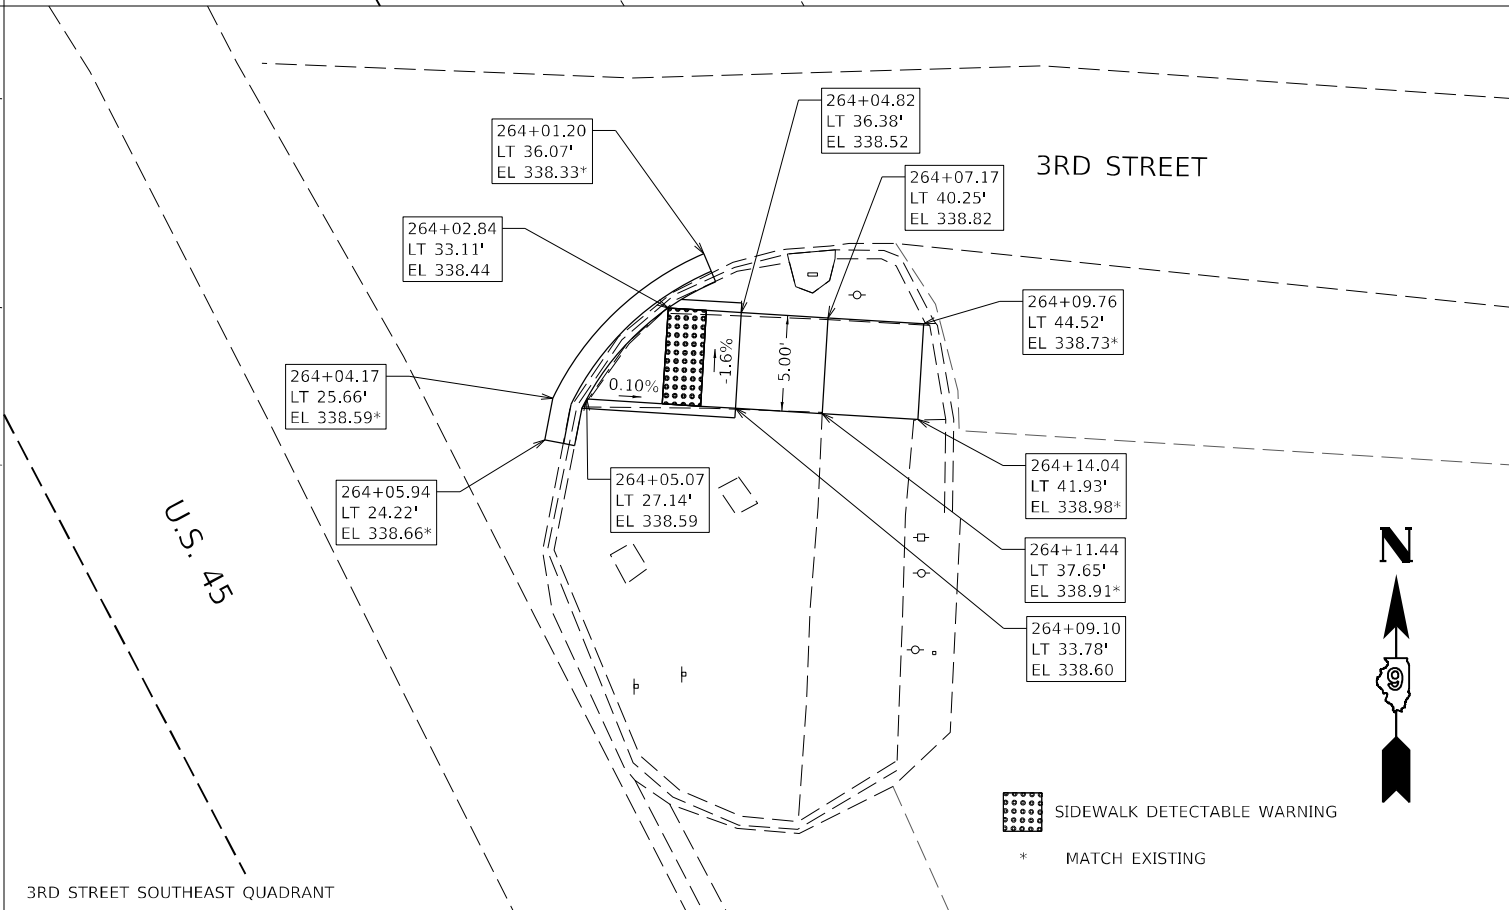 264+04.82
LT 36.38'
EL 338.52
264+01.20
LT 36.07'
EL 338.33*
3RD STREET
264+07.17
LT 40.25'
EL 338.82
264+02.84
LT 33.11'
EL 338.44
264+09.76
LT 44.52'
EL 338.73*
-1.6%
5.00'
0.10%
264+04.17
LT 25.66'
EL 338.59*
264+14.04
LT 41.93'
EL 338.98*
264+05.07
LT 27.14'
EL 338.59
264+05.94
LT 24.22'
EL 338.66*
U.S. 45
264+11.44
LT 37.65'
EL 338.91*
N
264+09.10
LT 33.78'
EL 338.60
9
SIDEWALK DETECTABLE WARNING
* MATCH EXISTING
3RD STREET SOUTHEAST QUADRANT